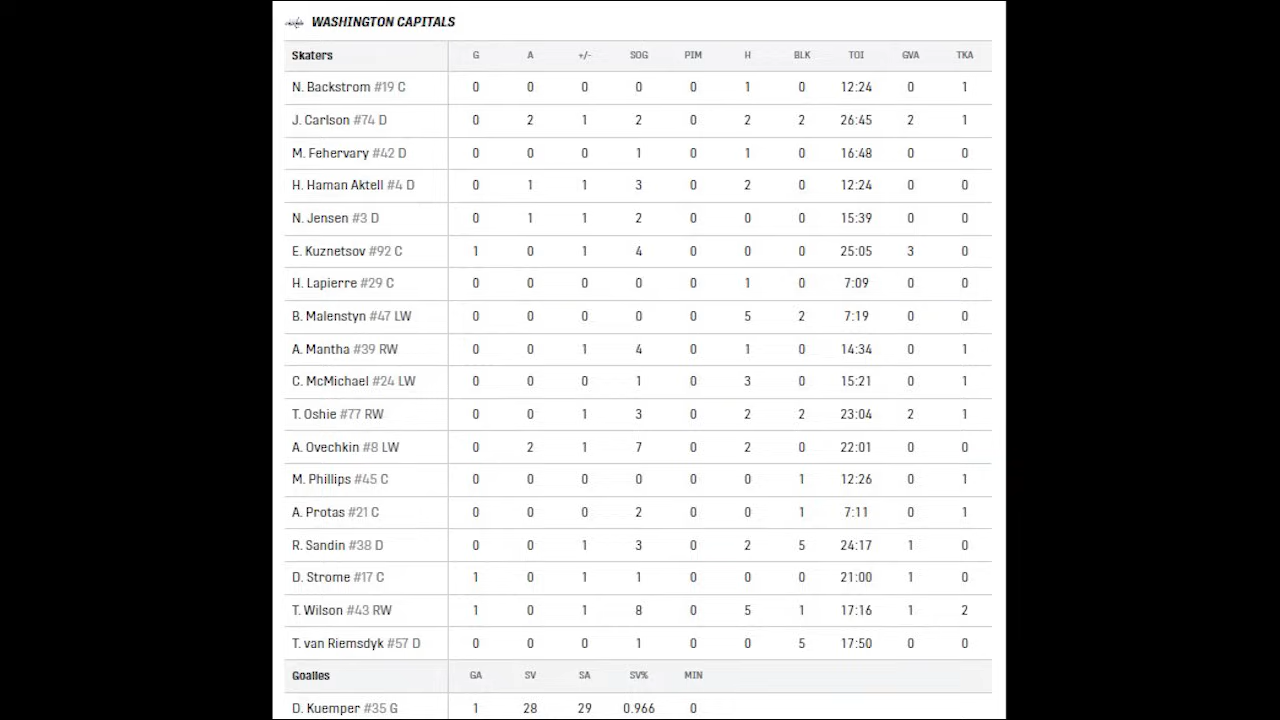 WASHINGTON CAPITALS
Skaters G A +/- SOG PIM H BLK TOI GVA TKA
N. Backstrom #19 C 0 0 0 0 0 1 0 12:24 0 1
J. Carlson #74 D 0 2 1 2 0 2 2 26:45 2 1
M. Fehervary #42 D 0 0 0 1 0 1 0 16:48 0 0
H. Haman Aktell #4 D 0 1 1 3 0 2 0 12:24 0 0
N. Jensen #3 D 0 1 1 2 0 0 0 15:39 0 0
E. Kuznetsov #92 C 1 0 1 4 0 0 0 25:05 3 0
H. Lapierre #29 C 0 0 0 0 0 1 0 7:09 0 0
B. Malenstyn #47 LW 0 0 0 0 0 5 2 7:19 0 0
A. Mantha #39 RW 0 0 1 4 0 1 0 14:34 0 1
C. McMichael #24 LW 0 0 0 1 0 3 0 15:21 0 1
T. Oshie #77 RW 0 0 1 3 0 2 2 23:04 2 1
A. Ovechkin #8 LW 0 2 1 7 0 2 0 22:01 0 0
M. Phillips #45 C 0 0 0 0 0 0 1 12:26 0 1
A. Protas #21 C 0 0 0 2 0 0 1 7:11 0 1
R. Sandin #38 D 0 0 1 3 0 2 5 24:17 1 0
D. Strome #17 C 1 0 1 1 0 0 0 21:00 1 0
T. Wilson #43 RW 1 0 1 8 0 5 1 17:16 1 2
T. van Riemsdyk #57 D 0 0 0 1 0 0 5 17:50 0 0
Goalies GA SV SA SV% MIN
D. Kuemper #35 G 1 28 29 0.966 0